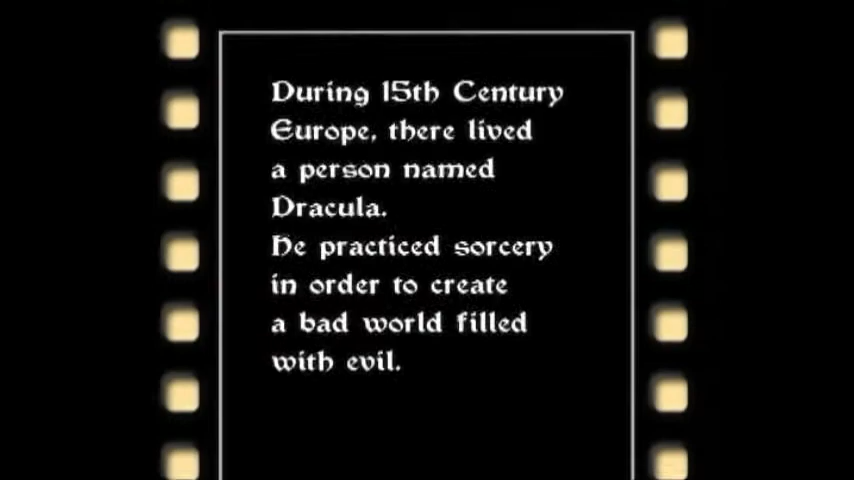 During 15th Century
Europe, there lived
a person named
Dracula.
He practiced sorcery
in order to create
a bad world filled
with evil.